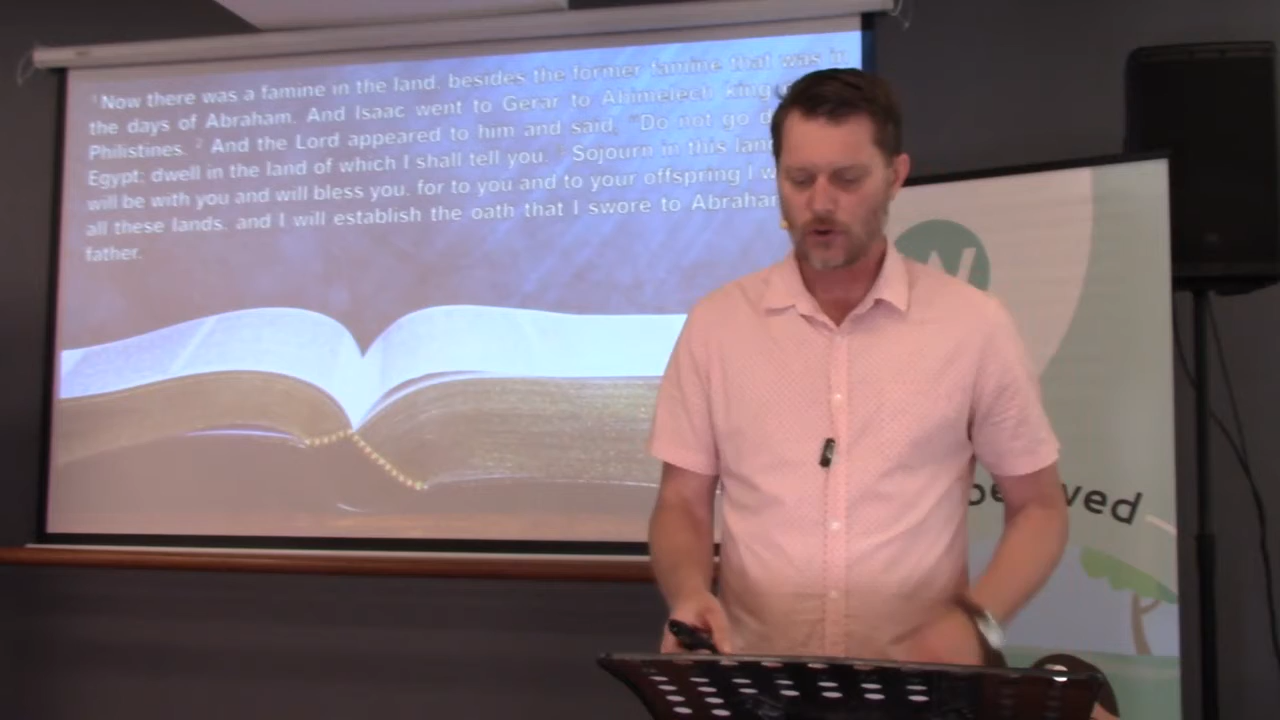 ¹ Now there was a famine in the land, besides the former famine that was in
the days of Abraham. And Isaac went to Gerar to Abimelech king
Philistines. ² And the Lord appeared to him and said, "Do not go d
Egypt; dwell in the land of which I shall tell you. ³ Sojourn in this land
will be with you and will bless you, for to you and to your offspring I w
all these lands, and I will establish the oath that I swore to Abraham
father.
W